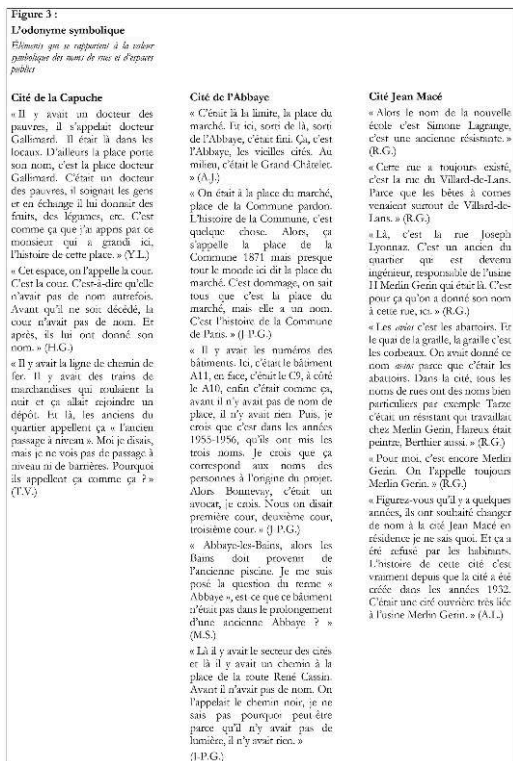 Figure 3 :
L'odonyme symbolique
Éléments qui se rapportent à la valeur
symbolique des noms de rues et d'espaces
publics
Cité de la Capuche
« Il y avait un docteur des
pauvres, il s'appelait docteur
Gallimard. Il était là dans les
locaux. D'ailleurs la place porte
son nom, c'est la place docteur
Gallimard. C'était un docteur
des pauvres, il soignait les gens
et en échange il lui donnait des
fruits, des légumes, etc. C'est
comme ça que j'ai appris par ce
monsieur qui a grandi ici,
l'histoire de cette place. » (Y.L.)
« Cet espace, on l'appelle la cour.
C'est la cour. C'est-à-dire qu'elle
n'avait pas de nom autrefois.
Avant qu'il ne soit décédé, la
cour n'avait pas de nom. Et
après, ils lui ont donné son
nom. » (H.G.)
« Il y avait la ligne de chemin de
fer. Il y avait des trains de
marchandises qui roulaient la
nuit et ça allait rejoindre un
dépôt. Et là, les anciens du
quartier appellent ça « l'ancien
passage à niveau ». Moi je disais,
mais je ne vois pas de passage à
niveau ni de barrières. Pourquoi
ils appellent ça comme ça ? »
(T.V.)
Cité de l'Abbaye
« C'était là la limite, la place du
marché. Et ici, sorti de là, sorti
de l'Abbaye, c'était fini. Ça, c'est
l'Abbaye, les vieilles cités. Au
milieu, c'était le Grand-Châtelet.
» (A.J.)
« On était à la place du marché,
place de la Commune pardon.
L'histoire de la Commune, c'est
quelque chose. Alors, ça
s'appelle la place de la
Commune 1871 mais presque
tout le monde ici dit la place du
marché. C'est dommage, on sait
tous que c'est la place du
marché, mais elle a un nom.
C'est l'histoire de la Commune
de Paris. » (J-P.G.)
« Il y avait les numéros des
bâtiments. Ici, c'était le bâtiment
A11, en face, c'était le C9, à côté
le A10, enfin c'était comme ça,
avant il n'y avait pas de nom de
place, il n'y avait rien. Puis, je
crois que c'est dans les années
1955-1956, qu'ils ont mis les
trois noms. Je crois que ça
correspond aux noms des
personnes à l'origine du projet.
Alors Bonnevay, c'était un
avocat, je crois. Nous on disait
première cour, deuxième cour,
troisième cour. » (J-P.G.)
« Abbaye-les-Bains, alors les
Bains doit provenir de
l'ancienne piscine. Je me suis
posé la question du terme «
Abbaye », est-ce que ce bâtiment
n'était pas dans le prolongement
d'une ancienne Abbaye ? »
(M.S.)
« Là il y avait le secteur des cités
et là il y avait un chemin à la
place de la route René Cassin.
Avant il n'avait pas de nom. On
l'appelait le chemin noir, je ne
sais pas pourquoi peut-être
parce qu'il n'y avait pas de
lumière, il n'y avait rien. »
(J-P.G.)
Cité Jean Macé
« Alors le nom de la nouvelle
école c'est Simone Lagrange,
c'est une ancienne résistante. »
(R.G.)
« Cette rue a toujours existé,
c'est la rue du Villard-de-Lans.
Parce que les bêtes à cornes
venaient surtout de Villard-de-
Lans. » (R.G.)
« Là, c'est la rue Joseph
Lyonnaz. C'est un ancien du
quartier qui est devenu
ingénieur, responsable de l'usine
H Merlin Gerin qui était là. C'est
pour ça qu'on a donné son nom
à cette rue, ici. » (R.G.)
« Les c'est les abattoirs. Et
le quai de la graille, la graille c'est
les corbeaux. On avait donné ce
nom parce que c'était les
abattoirs. Dans la cité, tous les
noms de rues ont des noms bien
particuliers par exemple Tarze
c'était un résistant qui travaillait
chez Merlin Gerin, Hareux était
peintre, Berthier aussi. » (R.G.)
« Pour moi, c'est encore Merlin
Gerin. On l'appelle toujours
Merlin Gerin. » (R.G.)
« Figurez-vous qu'il y a quelques
années, ils ont souhaité changer
de nom à la cité Jean Macé en
résidence je ne sais quoi. Et ça a
été refusé par les habitants.
L'histoire de cette cité c'est
vraiment depuis que la cité a été
créée dans les années 1932.
C'était une cité ouvrière très liée
à l'usine Merlin Gerin. » (A.L.)